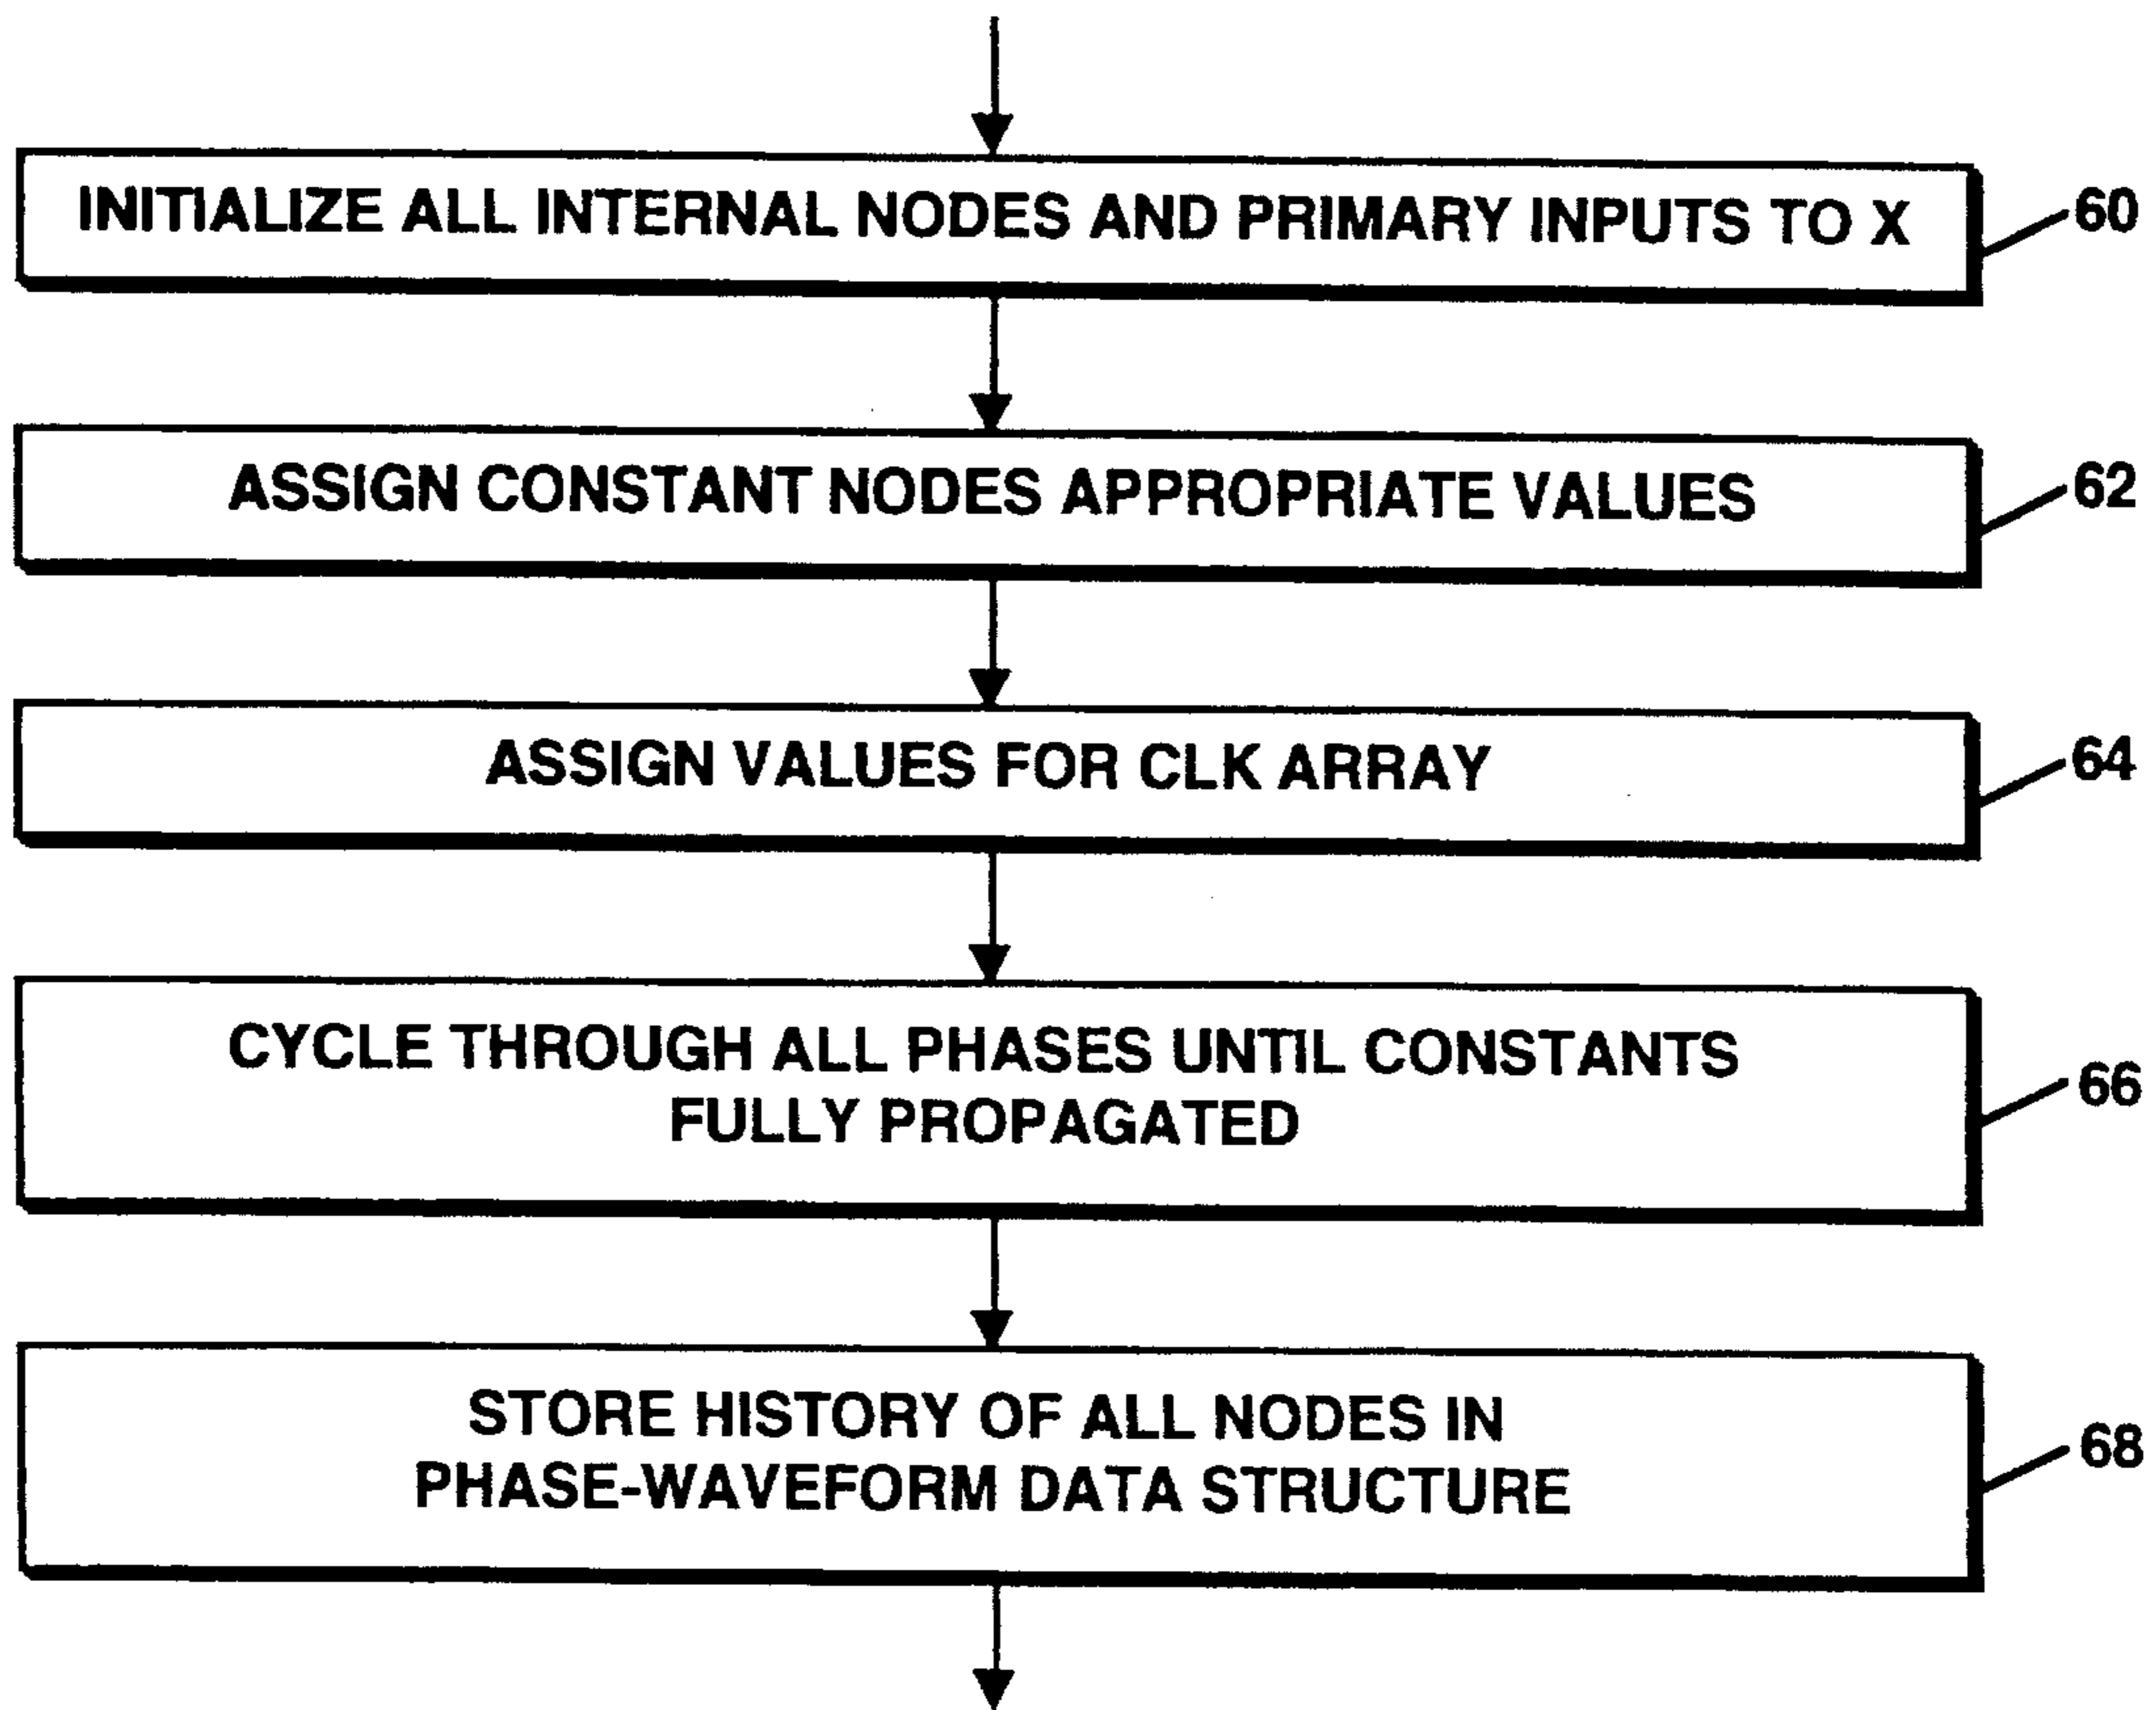 INITIALIZE ALL INTERNAL NODES AND PRIMARY INPUTS TO X
60
ASSIGN CONSTANT NODES APPROPRIATE VALUES
62
ASSIGN VALUES FOR CLK ARRAY
64
CYCLE THROUGH ALL PHASES UNTIL CONSTANTS
FULLY PROPAGATED
66
STORE HISTORY OF ALL NODES IN
PHASE-WAVEFORM DATA STRUCTURE
68